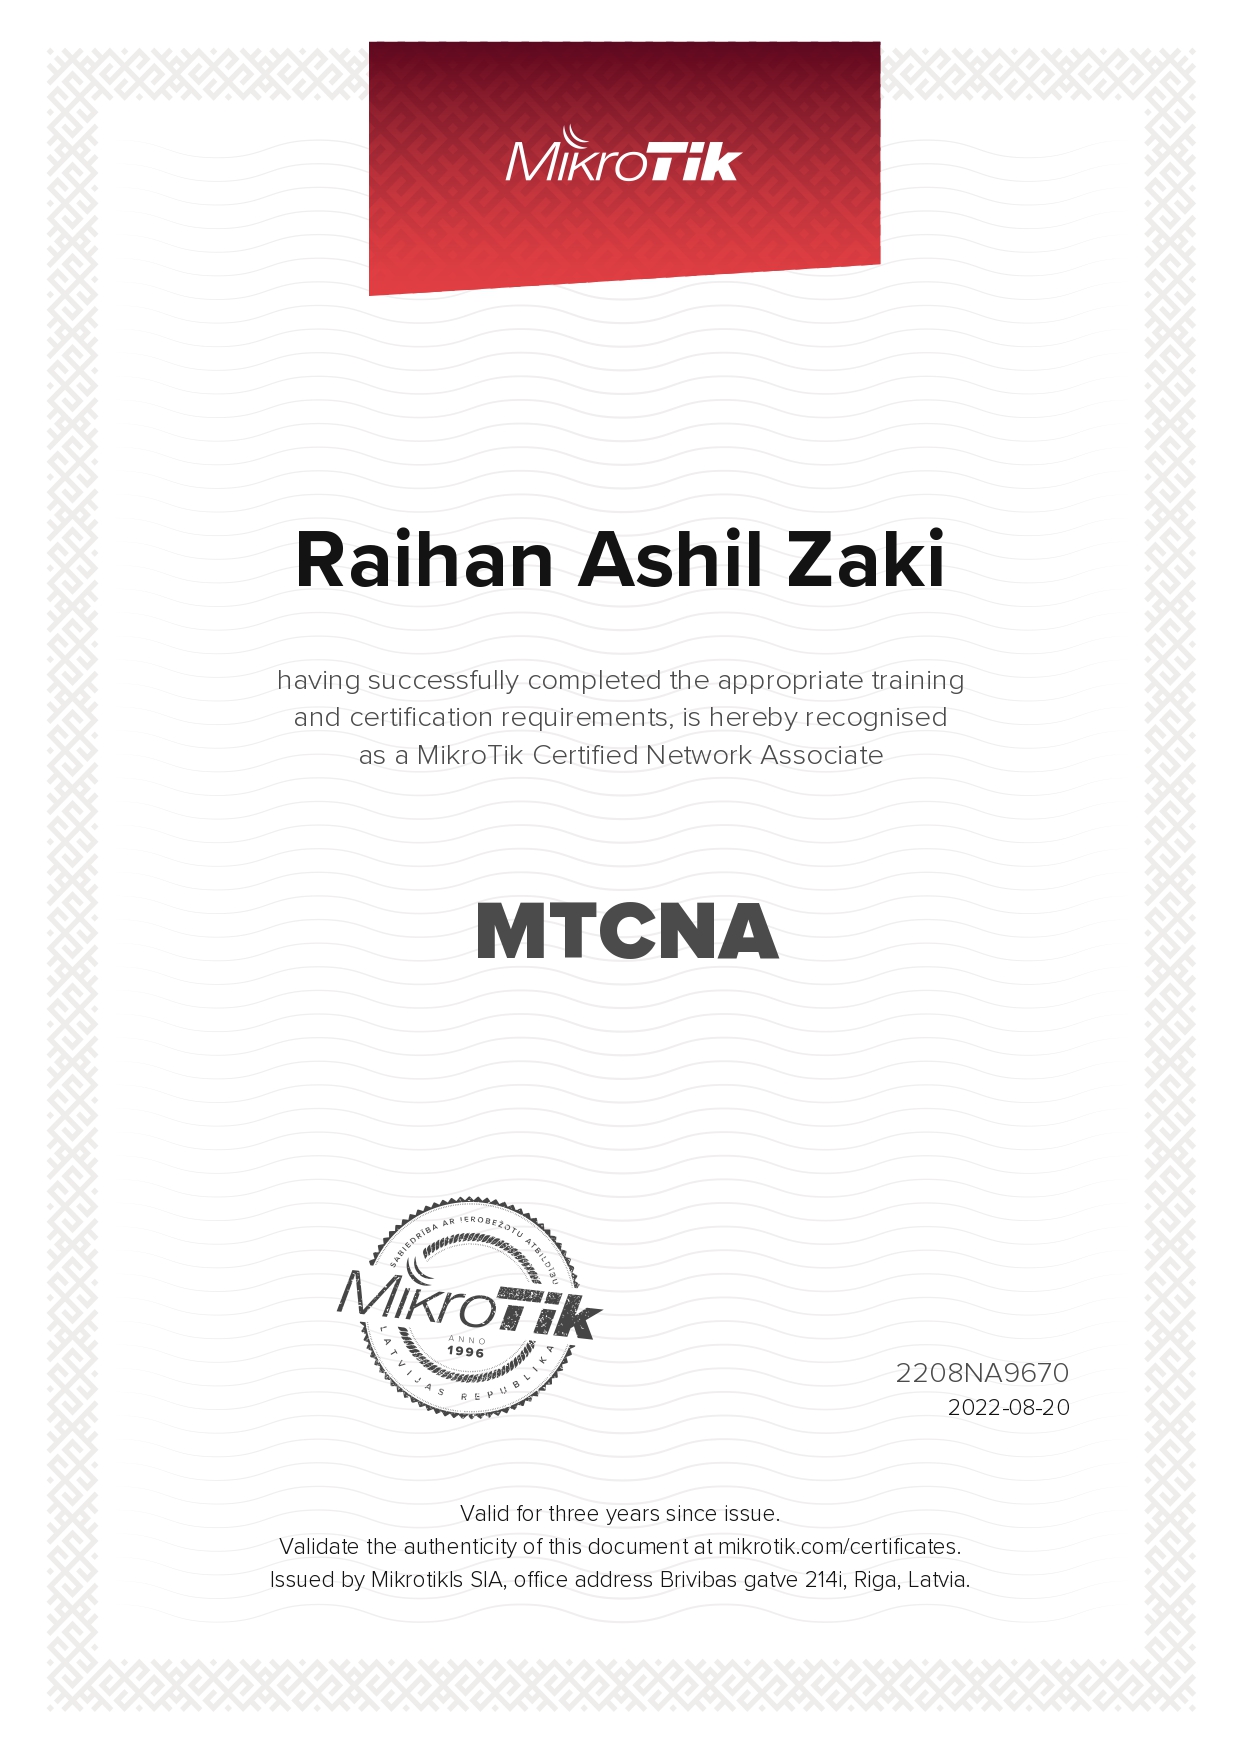 MikroTik
Raihan Ashil Zaki
having successfully completed the appropriate training
and certification requirements, is hereby recognised
as a MikroTik Certified Network Associate
MTCNA
SABIEDRĪBA AR IEROBEŽOTU ATBILDĪBU
MikroTik
ANNO
1996
LATVIJAS REPUBLIKA
2208NA9670
2022-08-20
Valid for three years since issue.
Validate the authenticity of this document at mikrotik.com/certificates.
Issued by Mikrotikls SIA, office address Brivibas gatve 214i, Riga, Latvia.